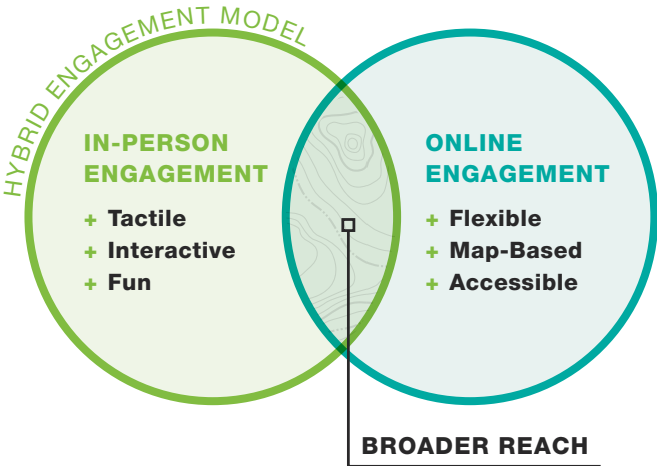 HYBRID ENGAGEMENT MODEL
IN-PERSON
ENGAGEMENT
+ Tactile
+ Interactive
+ Fun
ONLINE
ENGAGEMENT
+ Flexible
+ Map-Based
+ Accessible
BROADER REACH